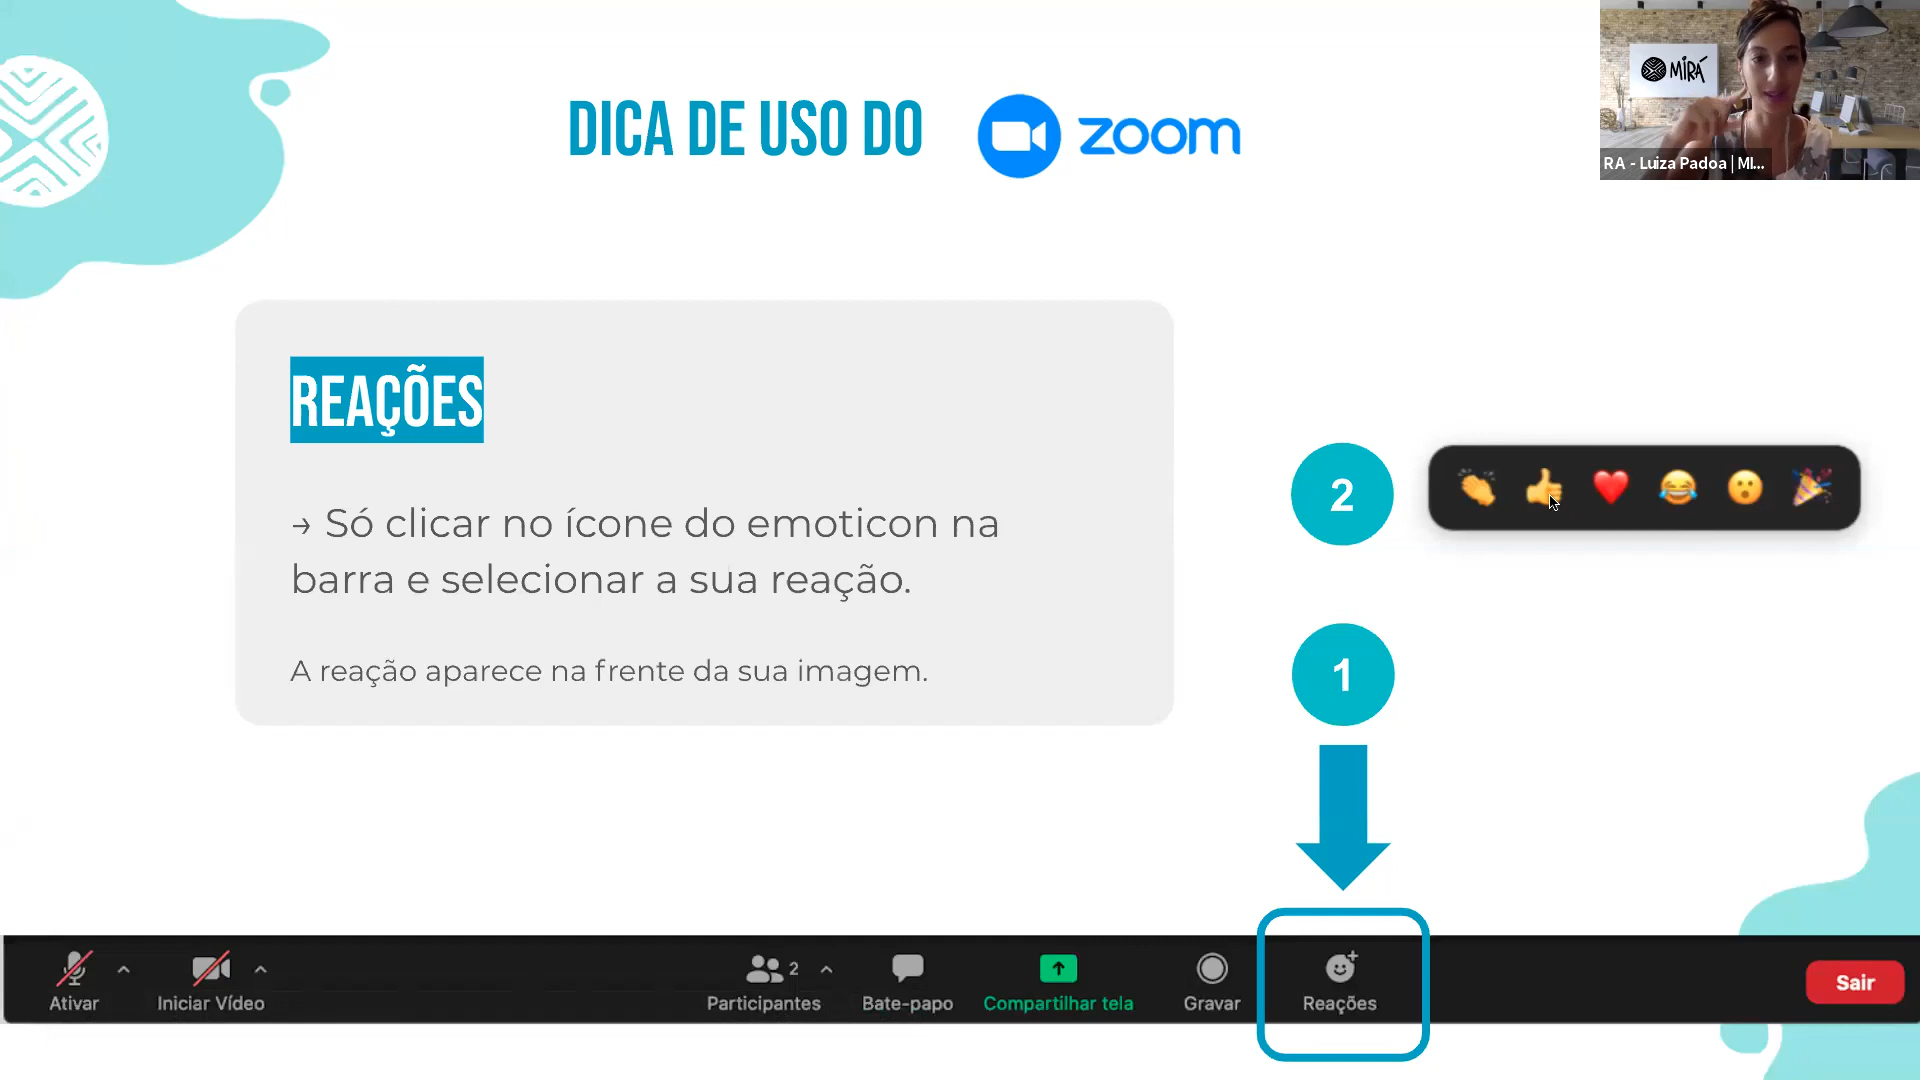 DICA DE USO DO zoom
MIRÁ
RA - Luiza Padoa | MI...
REAÇÕES
→ Só clicar no ícone do emoticon na
barra e selecionar a sua reação.
A reação aparece na frente da sua imagem.
2
1
Ativar
Iniciar Vídeo
2
Participantes
Bate-papo
Compartilhar tela
Gravar
Reações
Sair